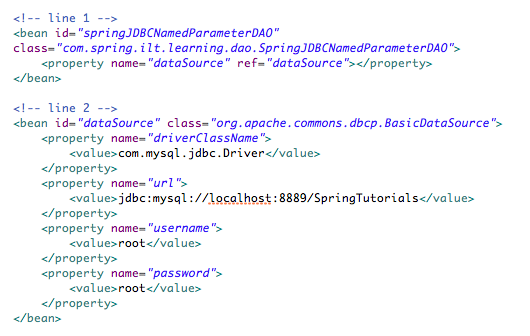 <!-- line 1 -->
<bean id="springJDBCNamedParameterDAO"
class="com.spring.ilt.learning.dao.SpringJDBCNamedParameterDAO">
<property name="dataSource" ref="dataSource"></property>
</bean>
<!-- line 2 -->
<bean id="dataSource" class="org.apache.commons.dbcp.BasicDataSource">
<property name="driverClassName">
<value>com.mysql.jdbc.Driver</value>
</property>
<property name="url">
<value>jdbc:mysql://localhost:8889/SpringTutorials</value>
</property>
<property name="username">
<value>root</value>
</property>
<property name="password">
<value>root</value>
</property>
</bean>